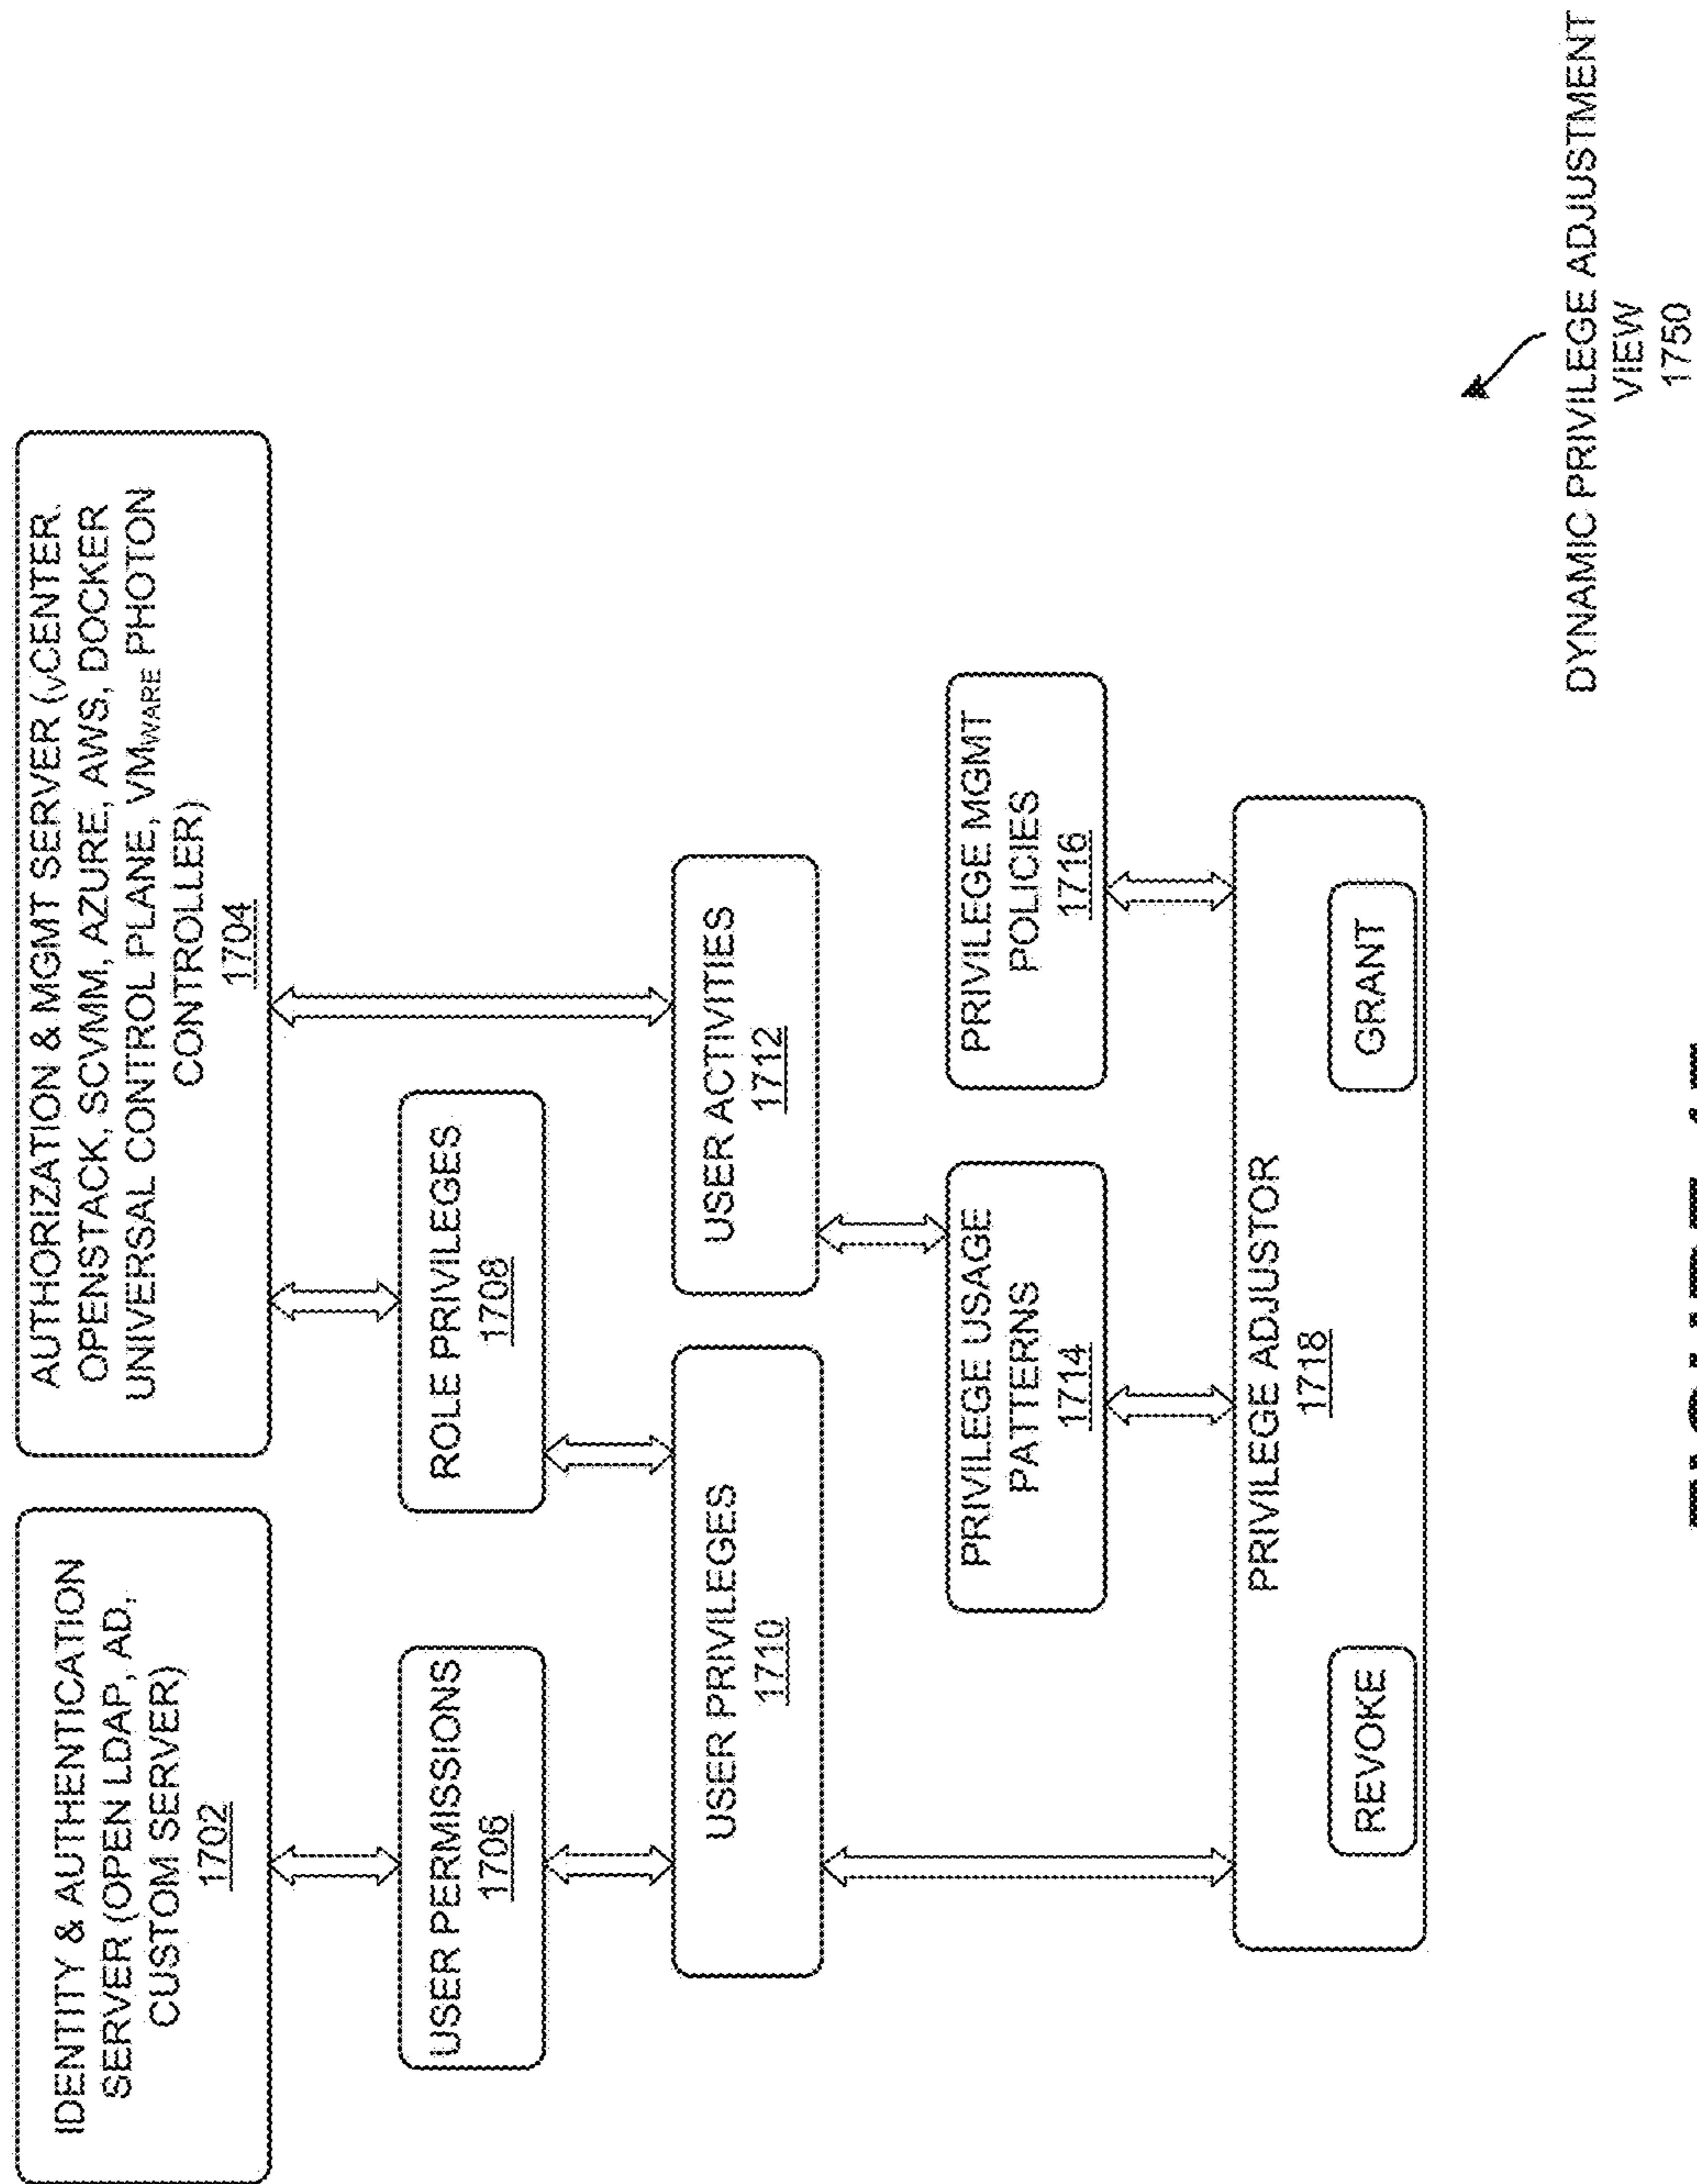 IDENTITY & AUTHENTICATION
SERVER (OPEN LDAP, AD,
CUSTOM SERVER)
1702
AUTHORIZATION & MGMT SERVER (vCENTER,
OPENSTACK, SCVMM, AZURE, AWS, DOCKER
UNIVERSAL CONTROL PLANE, VMWARE PHOTON
CONTROLLER)
1704
USER PERMISSIONS
1706
ROLE PRIVILEGES
1708
USER PRIVILEGES
1710
USER ACTIVITIES
1712
PRIVILEGE USAGE
PATTERNS
1714
PRIVILEGE MGMT
POLICIES
1716
PRIVILEGE ADJUSTOR
1718
REVOKE
GRANT
DYNAMIC PRIVILEGE ADJUSTMENT
VIEW
1750